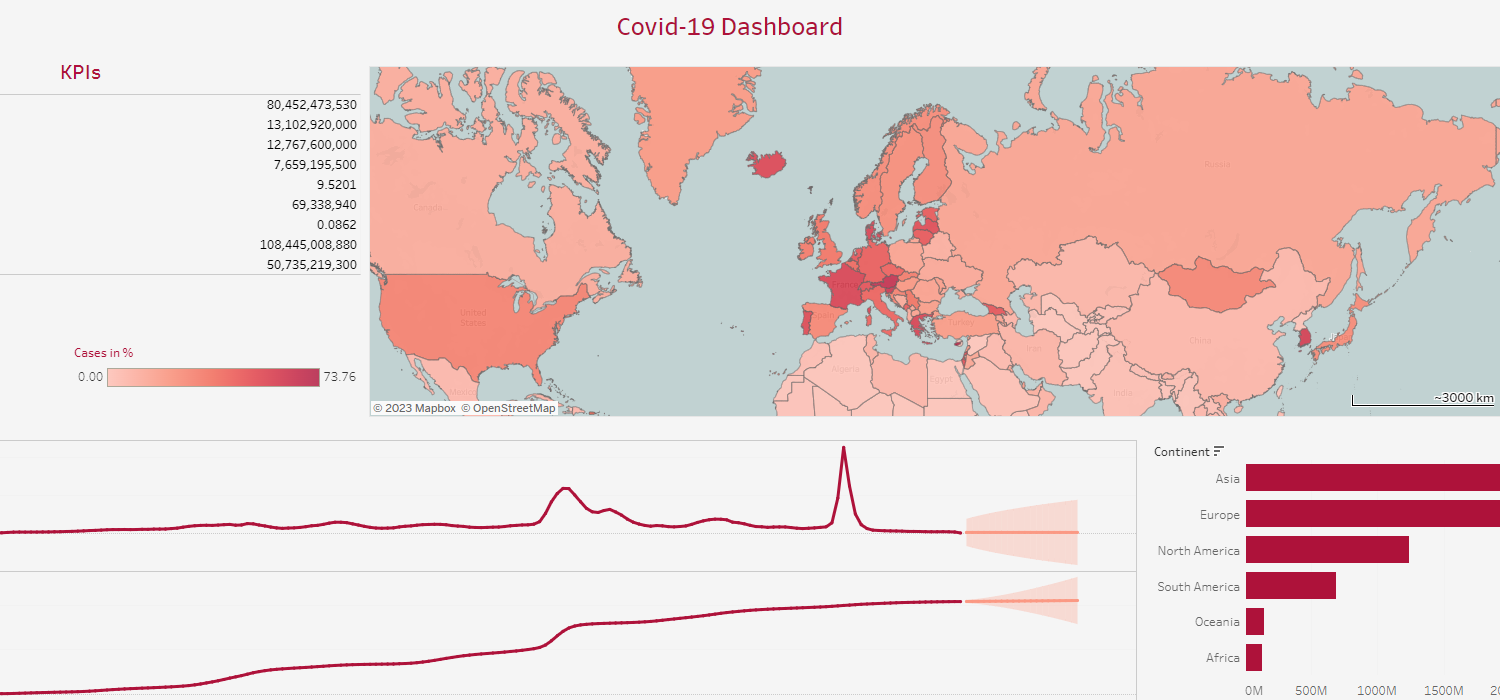 Covid-19 Dashboard
KPIs
80,452,473,530
13,102,920,000
12,767,600,000
7,659,195,500
9.5201
69,338,940
0.0862
108,445,008,880
50,735,219,300
Cases in %
0.00
73.76
Canada
United
States
Mexico
France
Spain
Algeria
Egypt
Turkey
Iran
India
China
Russia
© 2023 Mapbox © OpenStreetMap
~3000 km
Continent
Asia
Europe
North America
South America
Oceania
Africa
0M 500M 1000M 1500M